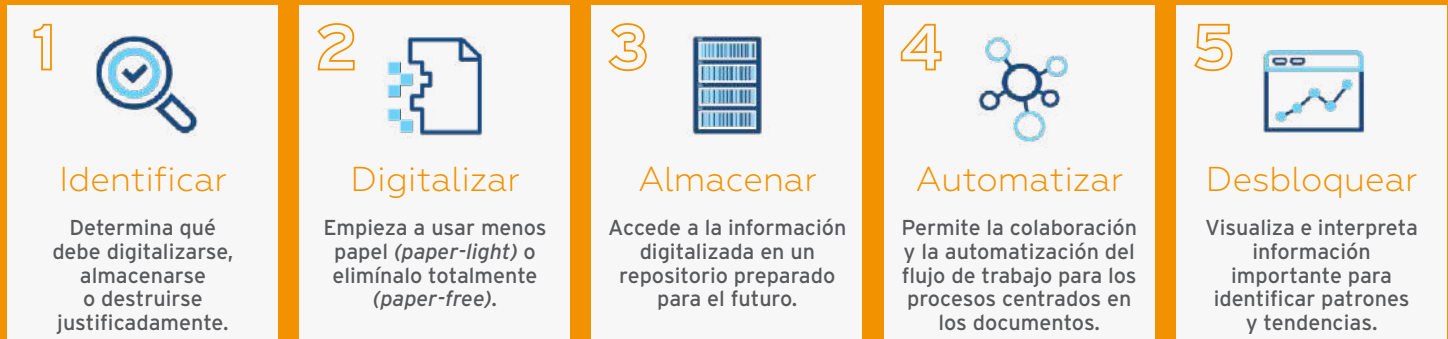 1
Identificar
Determina qué
debe digitalizarse,
almacenarse
o destruirse
justificadamente.
2
Digitalizar
Empieza a usar menos
papel (paper-light) o
elimínalo totalmente
(paper-free).
3
Almacenar
Accede a la información
digitalizada en un
repositorio preparado
para el futuro.
4
Automatizar
Permite la colaboración
y la automatización del
flujo de trabajo para los
procesos centrados en
los documentos.
5
Desbloquear
Visualiza e interpreta
información
importante para
identificar patrones
y tendencias.